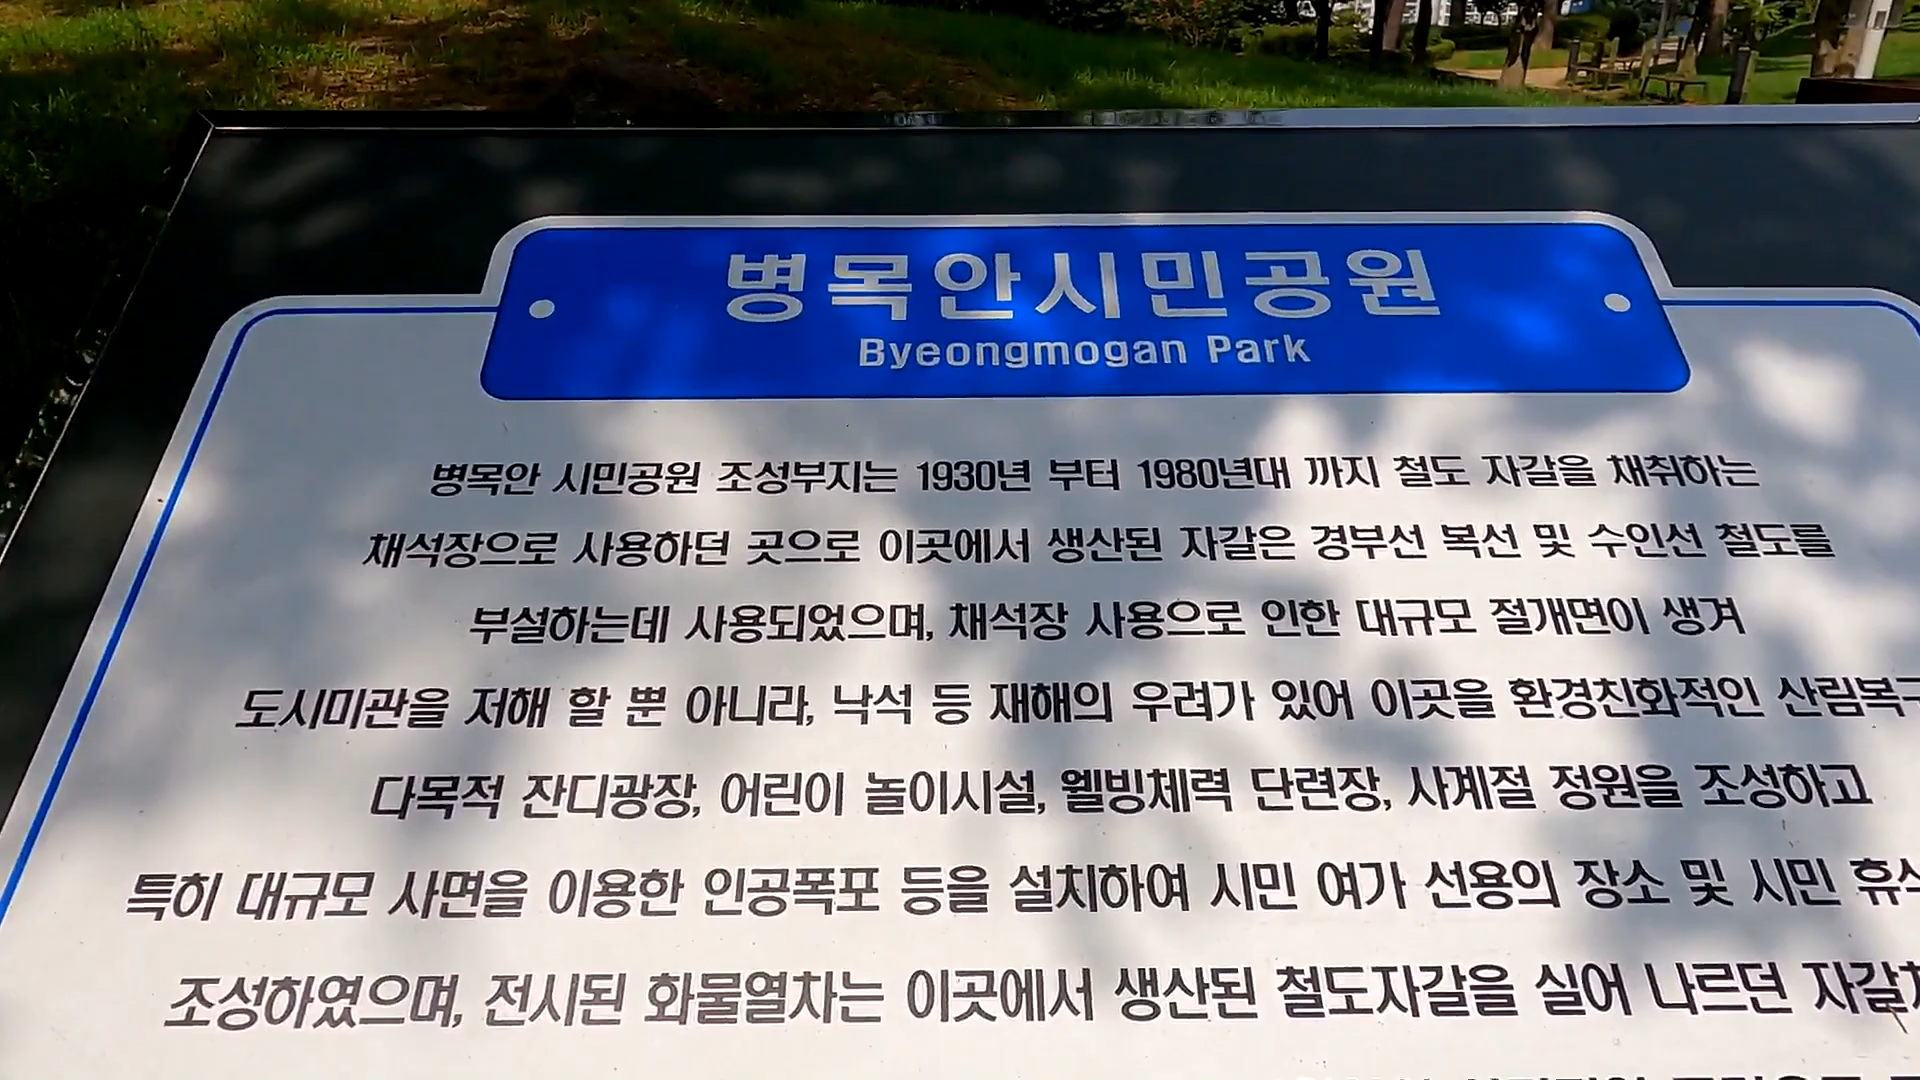 병목안시민공원
Byeongmogan Park
병목안 시민공원 조성부지는 1930년 부터 1980년대 까지 철도 자갈을 채취하는
채석장으로 사용하던 곳으로 이곳에서 생산된 자갈은 경부선 복선 및 수인선 철도를
부설하는데 사용되었으며, 채석장 사용으로 인한 대규모 절개면이 생겨
도시미관을 저해 할 뿐 아니라, 낙석 등 재해의 우려가 있어 이곳을 환경친화적인 산림복구
다목적 잔디광장, 어린이 놀이시설, 웰빙체력 단련장, 사계절 정원을 조성하고
특히 대규모 사면을 이용한 인공폭포 등을 설치하여 시민 여가 선용의 장소 및 시민
조성하였으며, 전시된 화물열차는 이곳에서 생산된 철도자갈을 실어 나르던